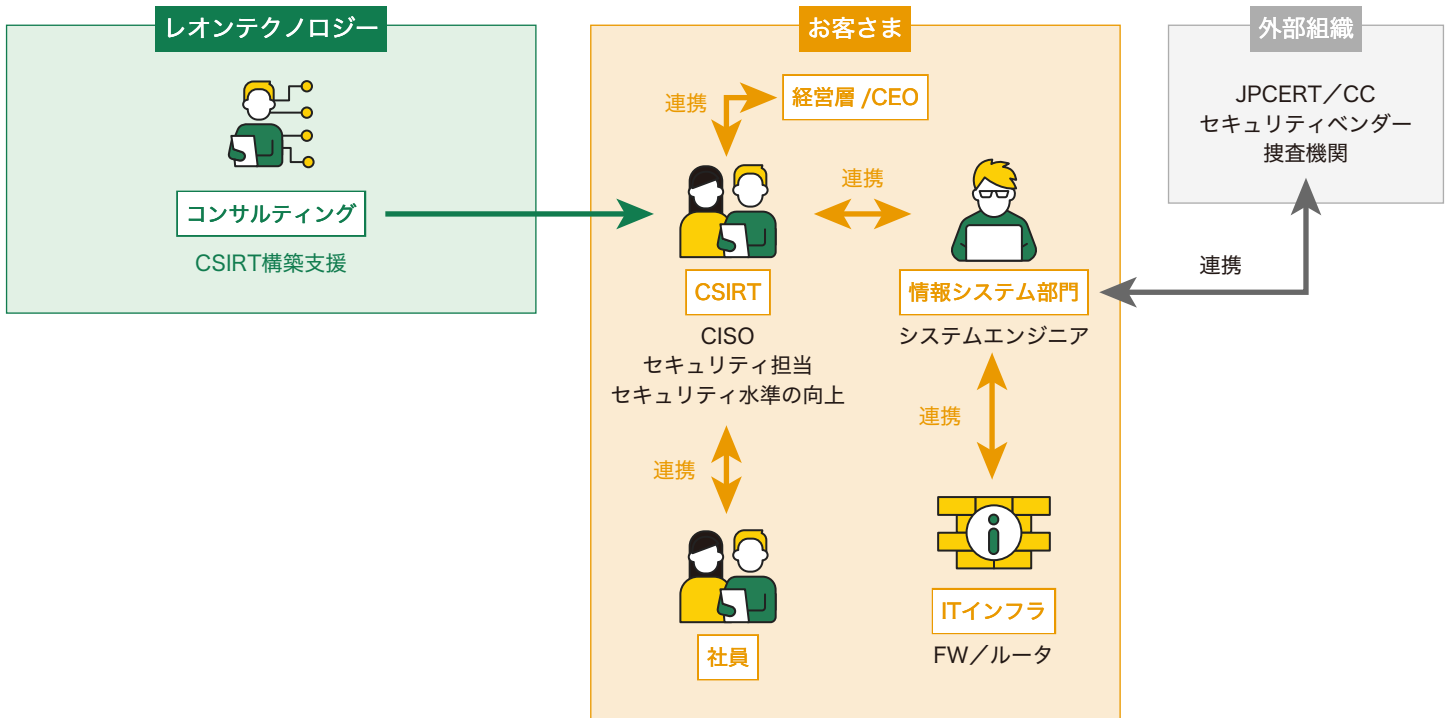 レオンテクノロジー
コンサルティング
CSIRT構築支援
お客さま
連携
経営層 /CEO
連携
CSIRT
CISO
セキュリティ担当
セキュリティ水準の向上
情報システム部門
システムエンジニア
連携
連携
社員
ITインフラ
FW／ルータ
外部組織
JPCERT／CC
セキュリティベンダー
捜査機関
連携